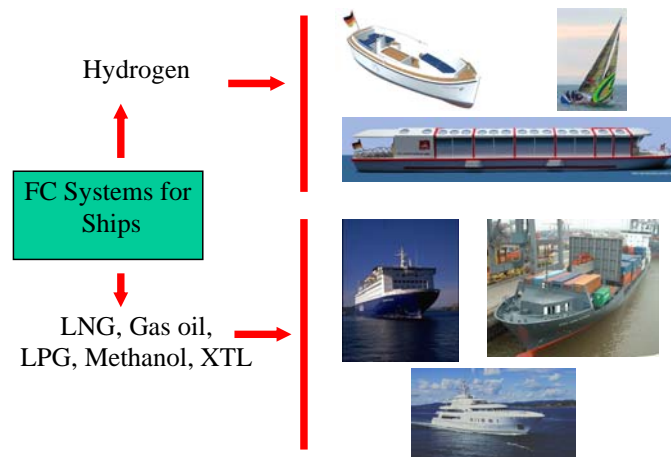 Hydrogen
FC Systems for
Ships
LNG, Gas oil,
LPG, Methanol, XTL